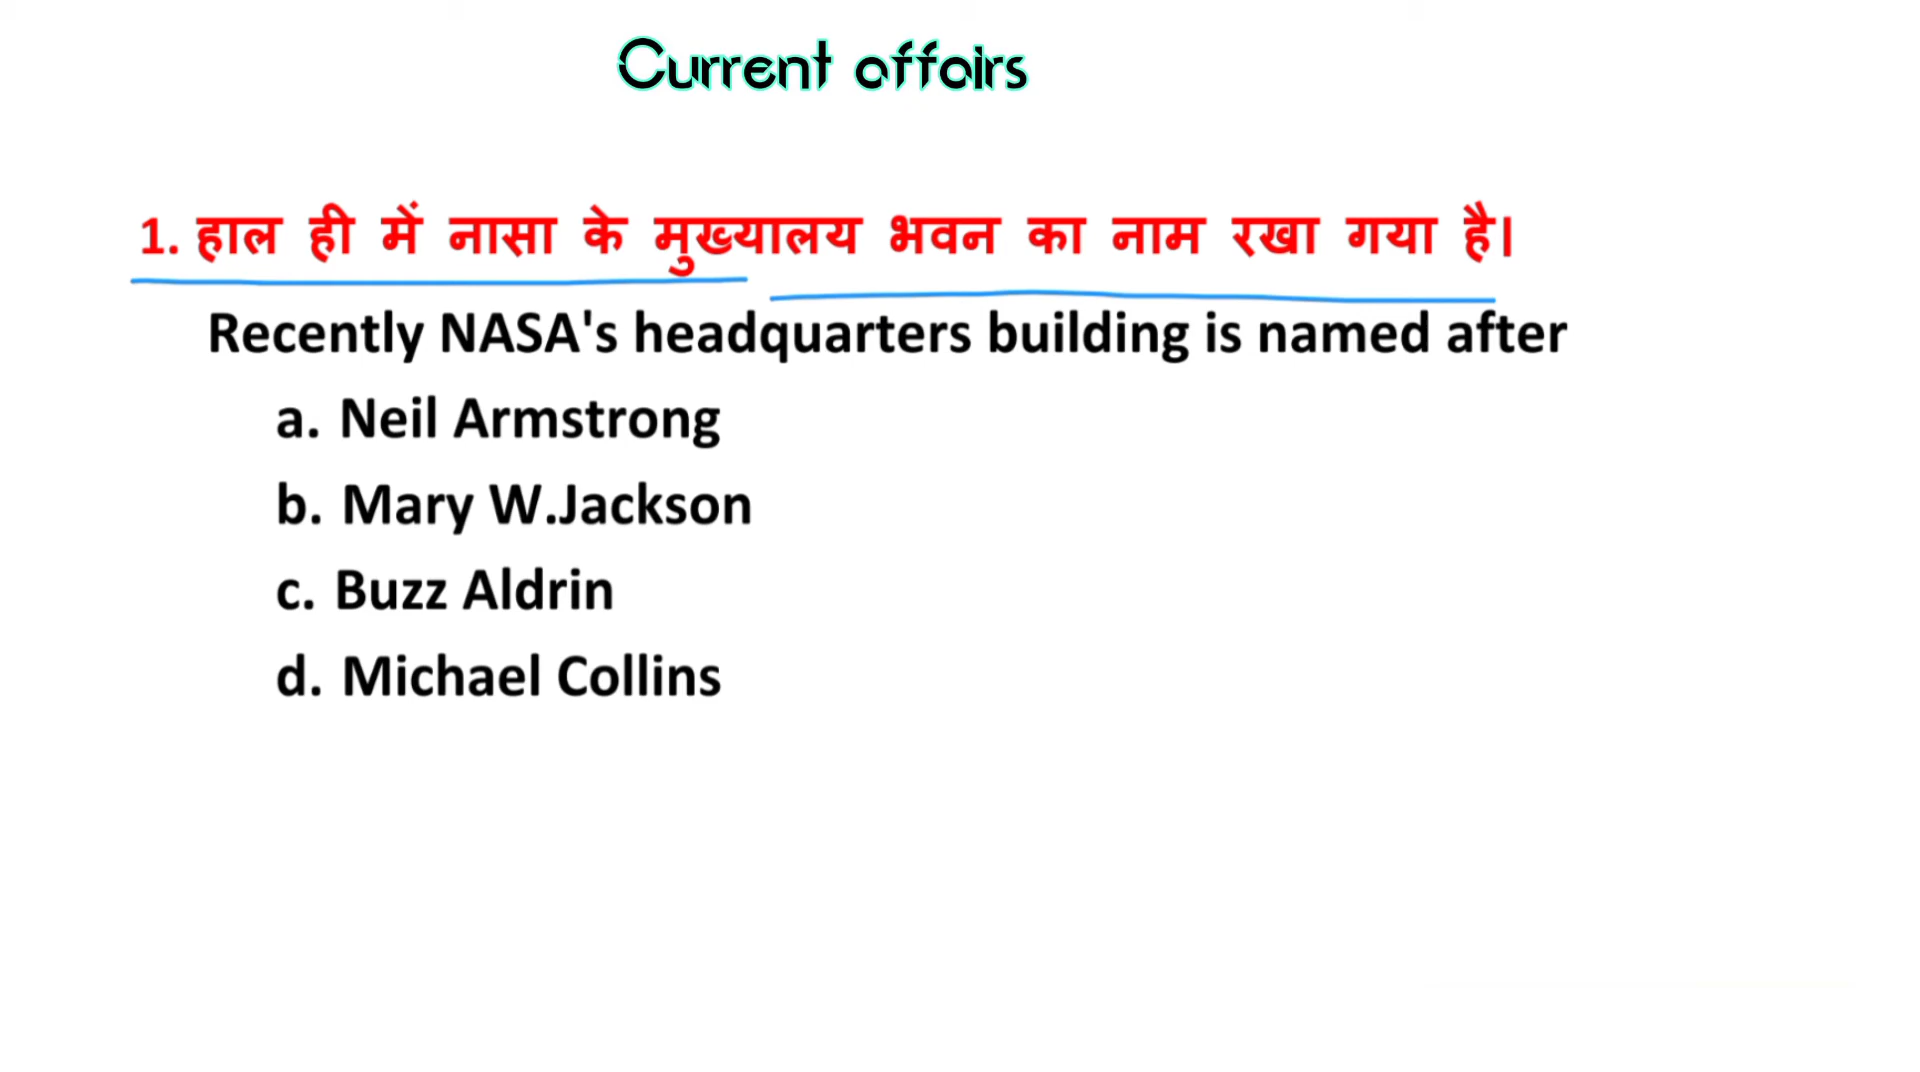 Current affairs
1. हाल ही में नासा के मुख्यालय भवन का नाम रखा गया है।
Recently NASA's headquarters building is named after
a. Neil Armstrong
b. Mary W.Jackson
c. Buzz Aldrin
d. Michael Collins